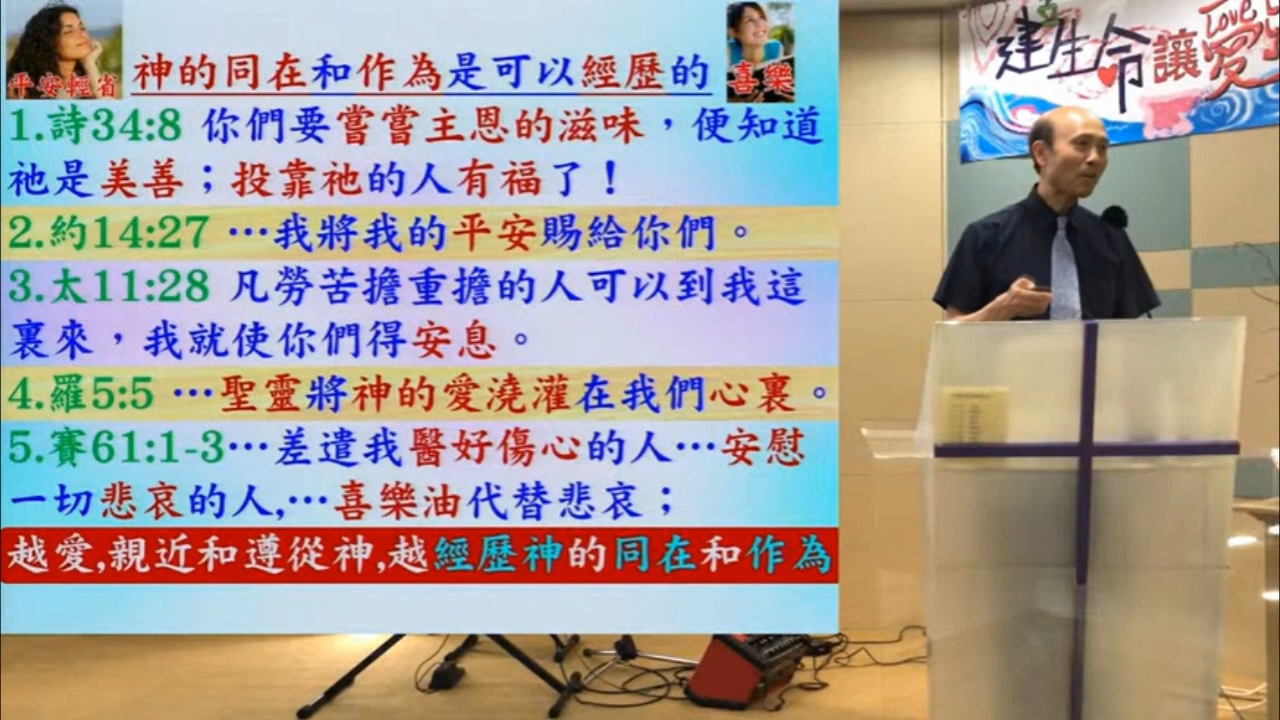 平安輕省
神的同在和作為是可以經歷的
喜樂
1.詩34:8 你們要嘗嘗主恩的滋味，便知道
祂是美善；投靠祂的人有福了！
2.約14:27 …我將我的平安賜給你們。
3.太11:28 凡勞苦擔重擔的人可以到我這
裏來，我就使你們得安息。
4.羅5:5 …聖靈將神的愛澆灌在我們心裏。
5.賽61:1-3…差遣我醫好傷心的人…安慰
一切悲哀的人,…喜樂油代替悲哀；
越愛,親近和遵從神,越經歷神的同在和作為
建生命讓愛
Love